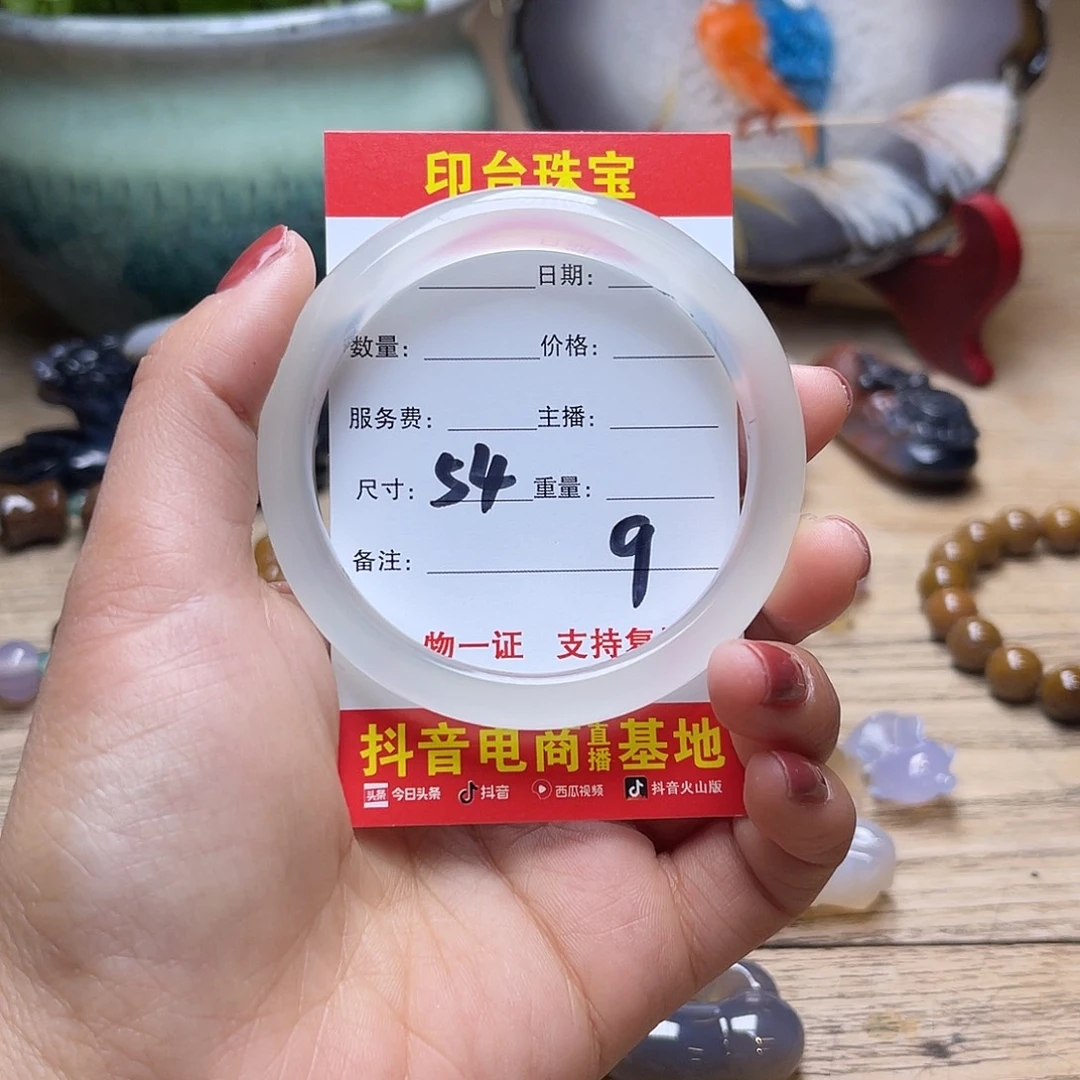 印台珠宝
日期：
数量： 价格：
服务费： 主播：
尺寸：54 重量：
9
备注：
物一证 支持复
抖音电商直播基地
头条 今日头条 抖音 西瓜视频 抖音火山版